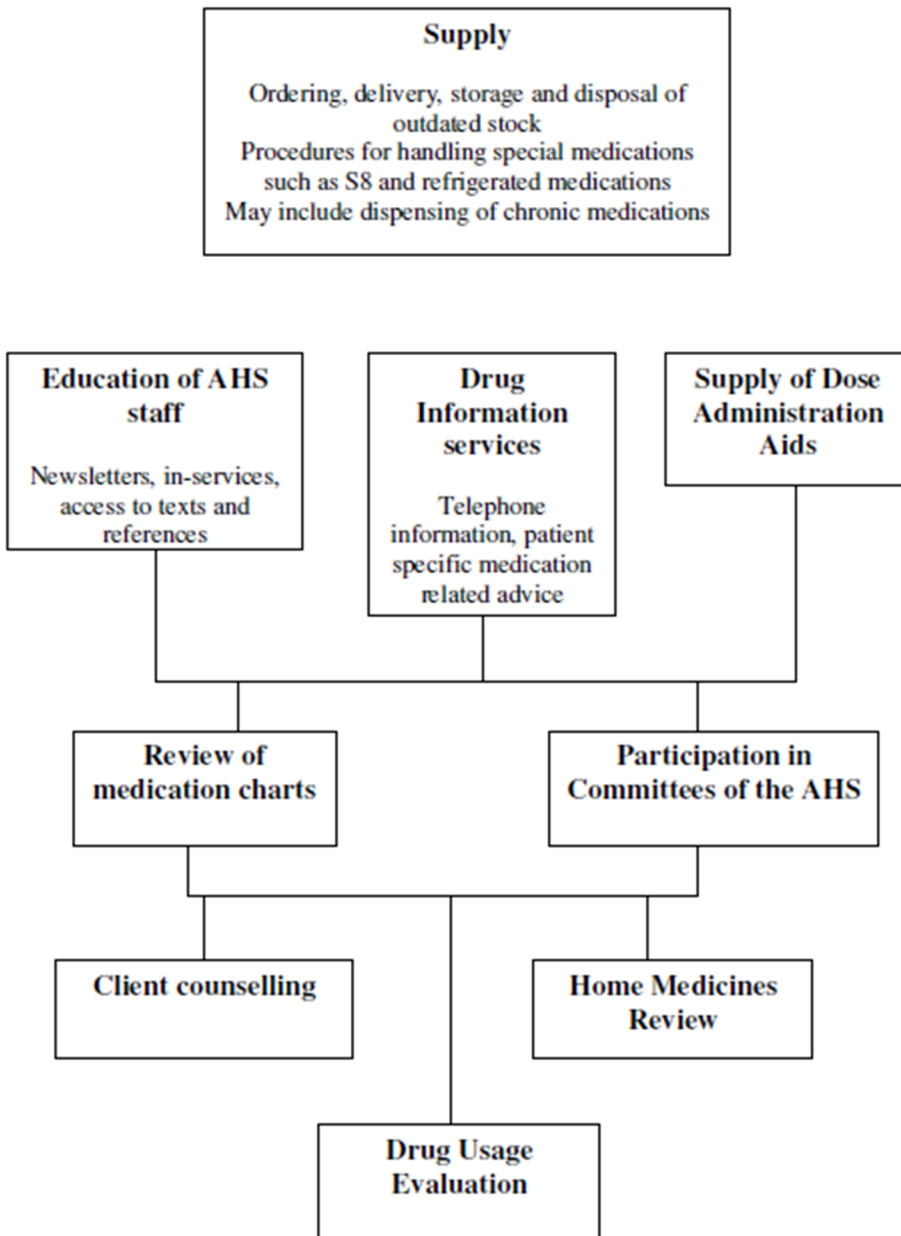 Supply
Ordering, delivery, storage and disposal of
outdated stock
Procedures for handling special medications
such as S8 and refrigerated medications
May include dispensing of chronic medications
Education of AHS
staff
Newsletters, in-services,
access to texts and
references
Drug
Information
services
Telephone
information, patient
specific medication
related advice
Supply of Dose
Administration
Aids
Review of
medication charts
Participation in
Committees of the AHS
Client counselling
Home Medicines
Review
Drug Usage
Evaluation